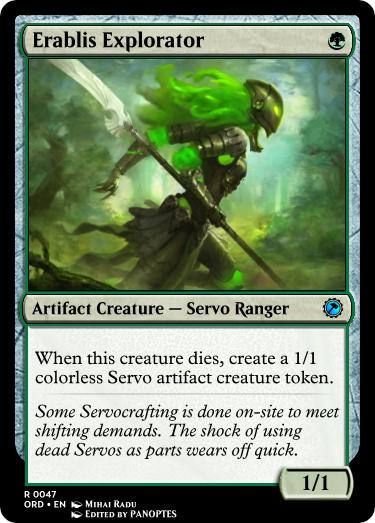 Erablis Explorator
Artifact Creature — Servo Ranger
When this creature dies, create a 1/1
colorless Servo artifact creature token.
Some Servocrafting is done on-site to meet
shifting demands. The shock of using
dead Servos as parts wears off quick.
1/1
R 0047
ORD • EN Mihai Radu
Edited by PANOPTES